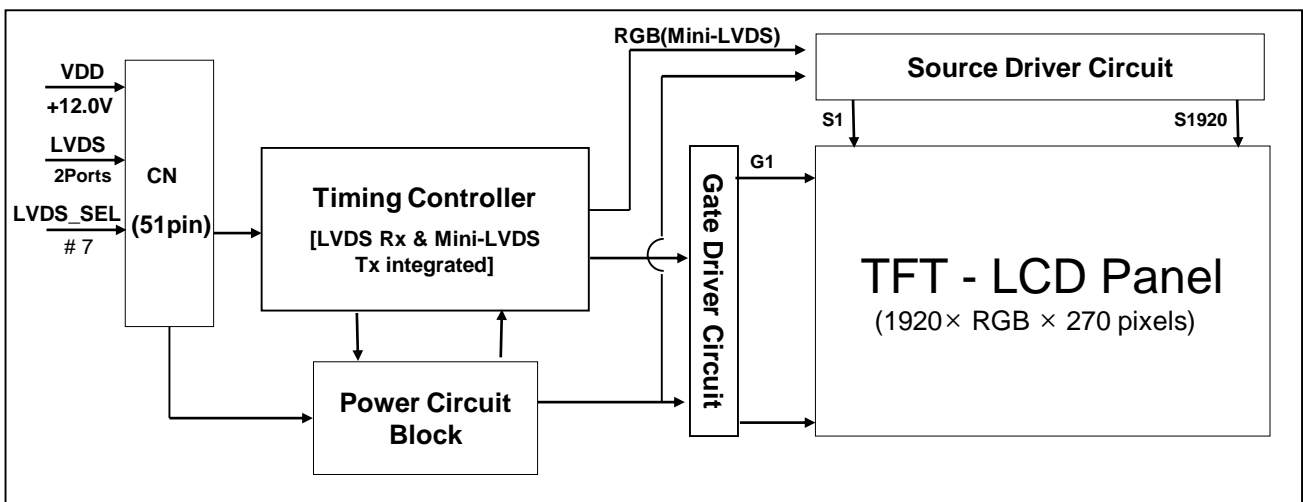 RGB(Mini-LVDS)
Source Driver Circuit
S1
S1920
VDD
+12.0V
LVDS
2Ports
LVDS_SEL
# 7
CN
(51pin)
Timing Controller
[LVDS Rx & Mini-LVDS
Tx integrated]
Power Circuit
Block
Gate Driver Circuit
G1
TFT - LCD Panel
(1920× RGB × 270 pixels)